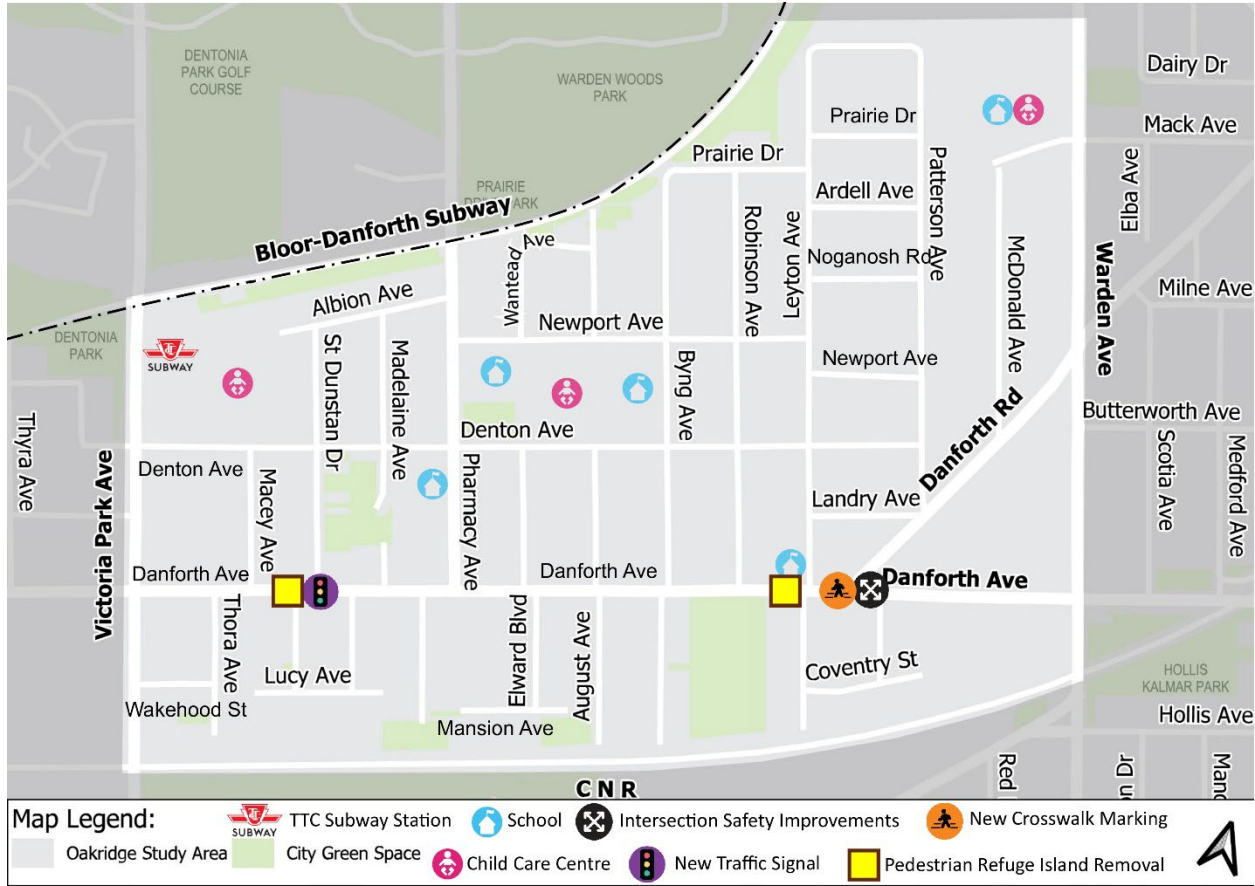 DENTONIA
PARK GOLF
COURSE
WARDEN WOODS
PARK
Dairy Dr
Prairie Dr
Mack Ave
Prairie Dr
Elba Ave
Patterson Ave
Ardell Ave
PRAIRIE
PARK
Bloor-Danforth Subway
Robinson Ave
Leyton Ave
McDonald Ave
Warden Ave
Wantead Ave
Noganosh Rd
Milne Ave
Albion Ave
Newport Ave
DENTONIA
PARK
SUBWAY
St Dunstan Dr
Madelaine Ave
Byng Ave
Newport Ave
Thyra Ave
Denton Ave
Butterworth Ave
Danforth Rd
Scotia Ave
Medford Ave
Denton Ave
Victoria Park Ave
Macey Ave
Pharmacy Ave
Landry Ave
Danforth Ave
Danforth Ave
Danforth Ave
Thora Ave
Elward Blvd
August Ave
Lucy Ave
Coventry St
HOLLIS
KALMAR PARK
Wakehood St
Mansion Ave
Hollis Ave
Red
on Dr
CNR
Map Legend:
SUBWAY
TTC Subway Station
School
Intersection Safety Improvements
New Crosswalk Marking
Oakridge Study Area
City Green Space
Child Care Centre
New Traffic Signal
Pedestrian Refuge Island Removal